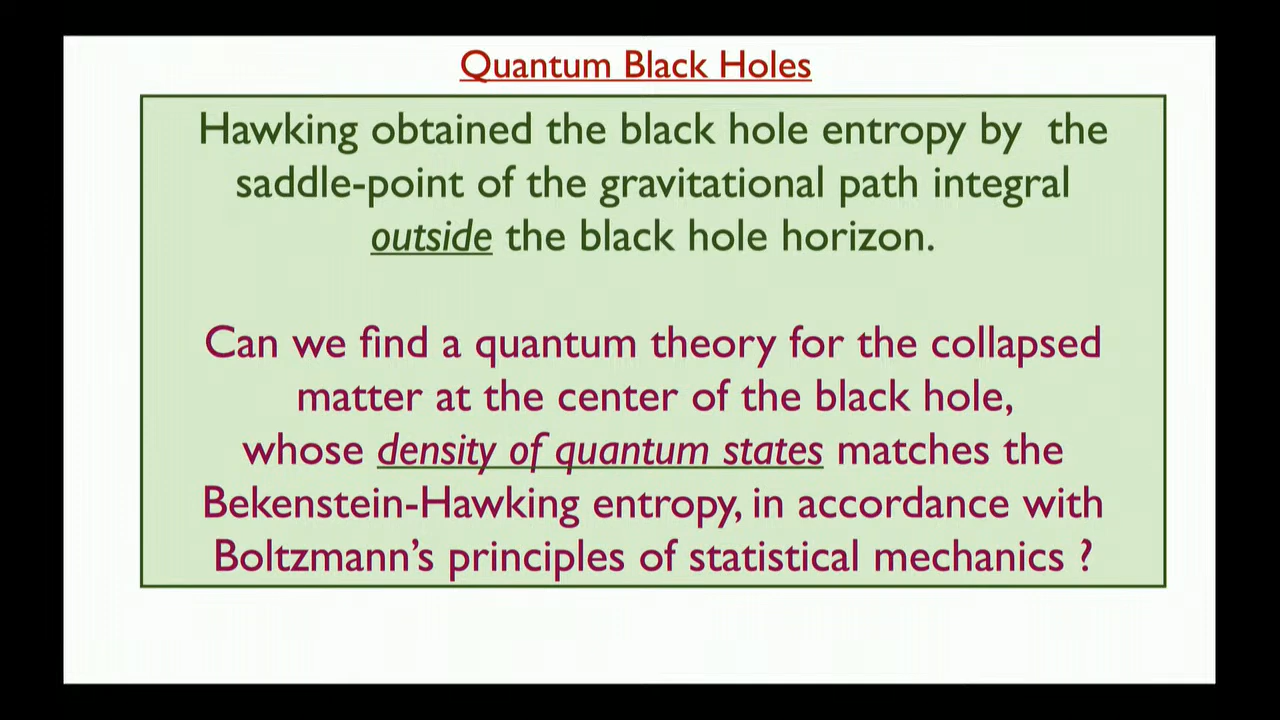 Quantum Black Holes
Hawking obtained the black hole entropy by the
saddle-point of the gravitational path integral
outside the black hole horizon.
Can we find a quantum theory for the collapsed
matter at the center of the black hole,
whose density of quantum states matches the
Bekenstein-Hawking entropy, in accordance with
Boltzmann’s principles of statistical mechanics ?